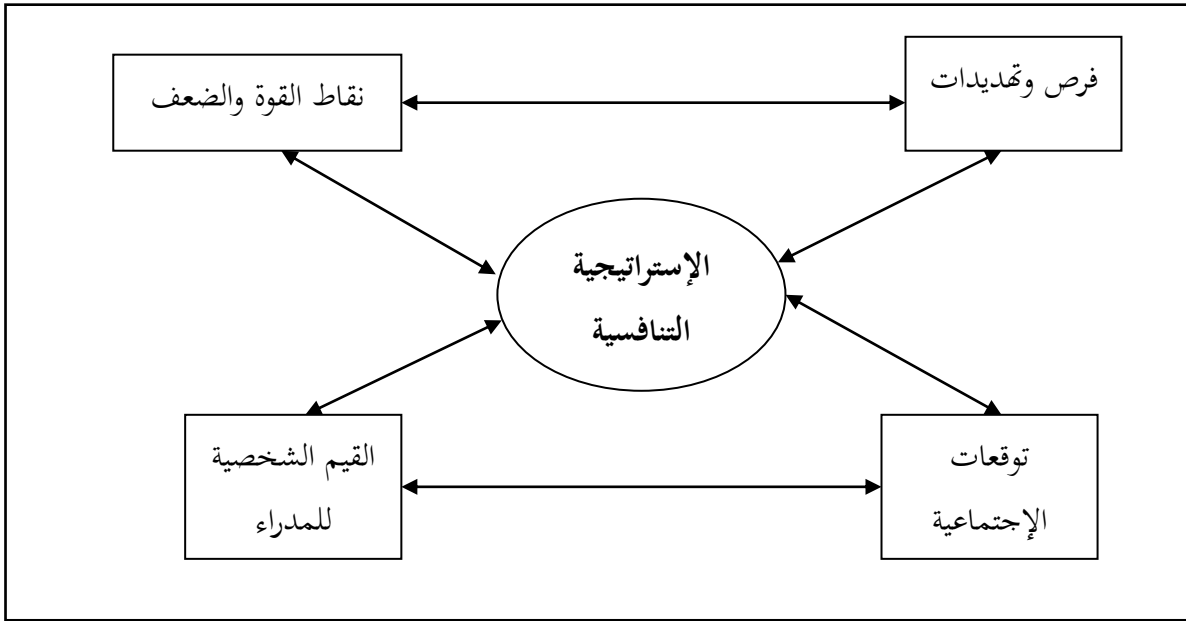 فرص وتهديدات
نقاط القوة والضعف
الإستراتيجية
التنافسية
توقعات
الإجتماعية
القيم الشخصية
للمدراء